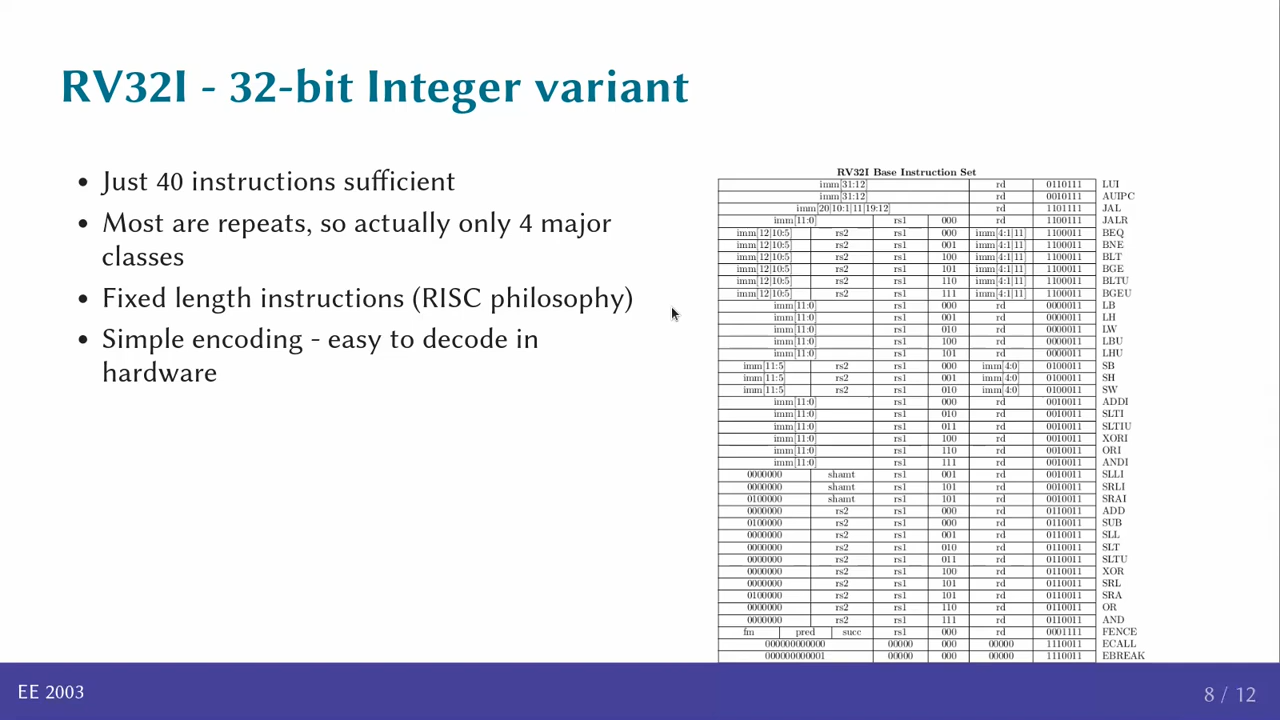 RV32I - 32-bit Integer variant
• Just 40 instructions sufficient
• Most are repeats, so actually only 4 major
classes
• Fixed length instructions (RISC philosophy)
• Simple encoding - easy to decode in
hardware
RV32I Base Instruction Set
imm[31:12] rd 0110111 LUI
imm[31:12] rd 0010111 AUIPC
imm[20|10:1|11|19:12] rd 1101111 JAL
imm[11:0] rs1 000 rd 1100111 JALR
imm[12|10:5] rs2 rs1 000 imm[4:1|11] 1100011 BEQ
imm[12|10:5] rs2 rs1 001 imm[4:1|11] 1100011 BNE
imm[12|10:5] rs2 rs1 100 imm[4:1|11] 1100011 BLT
imm[12|10:5] rs2 rs1 101 imm[4:1|11] 1100011 BGE
imm[12|10:5] rs2 rs1 110 imm[4:1|11] 1100011 BLTU
imm[12|10:5] rs2 rs1 111 imm[4:1|11] 1100011 BGEU
imm[11:0] rs1 000 rd 0000011 LB
imm[11:0] rs1 001 rd 0000011 LH
imm[11:0] rs1 010 rd 0000011 LW
imm[11:0] rs1 100 rd 0000011 LBU
imm[11:0] rs1 101 rd 0000011 LHU
imm[11:5] rs2 rs1 000 imm[4:0] 0100011 SB
imm[11:5] rs2 rs1 001 imm[4:0] 0100011 SH
imm[11:5] rs2 rs1 010 imm[4:0] 0100011 SW
imm[11:0] rs1 000 rd 0010011 ADDI
imm[11:0] rs1 010 rd 0010011 SLTI
imm[11:0] rs1 011 rd 0010011 SLTIU
imm[11:0] rs1 100 rd 0010011 XORI
imm[11:0] rs1 110 rd 0010011 ORI
imm[11:0] rs1 111 rd 0010011 ANDI
0000000 shamt rs1 001 rd 0010011 SLLI
0000000 shamt rs1 101 rd 0010011 SRLI
0100000 shamt rs1 101 rd 0010011 SRAI
0000000 rs2 rs1 000 rd 0110011 ADD
0100000 rs2 rs1 000 rd 0110011 SUB
0000000 rs2 rs1 001 rd 0110011 SLL
0000000 rs2 rs1 010 rd 0110011 SLT
0000000 rs2 rs1 011 rd 0110011 SLTU
0000000 rs2 rs1 100 rd 0110011 XOR
0000000 rs2 rs1 101 rd 0110011 SRL
0100000 rs2 rs1 101 rd 0110011 SRA
0000000 rs2 rs1 110 rd 0110011 OR
0000000 rs2 rs1 111 rd 0110011 AND
fm pred succ rs1 000 rd 0001111 FENCE
000000000000 00000 000 00000 1110011 ECALL
000000000001 00000 000 00000 1110011 EBREAK
EE 2003
8 / 12